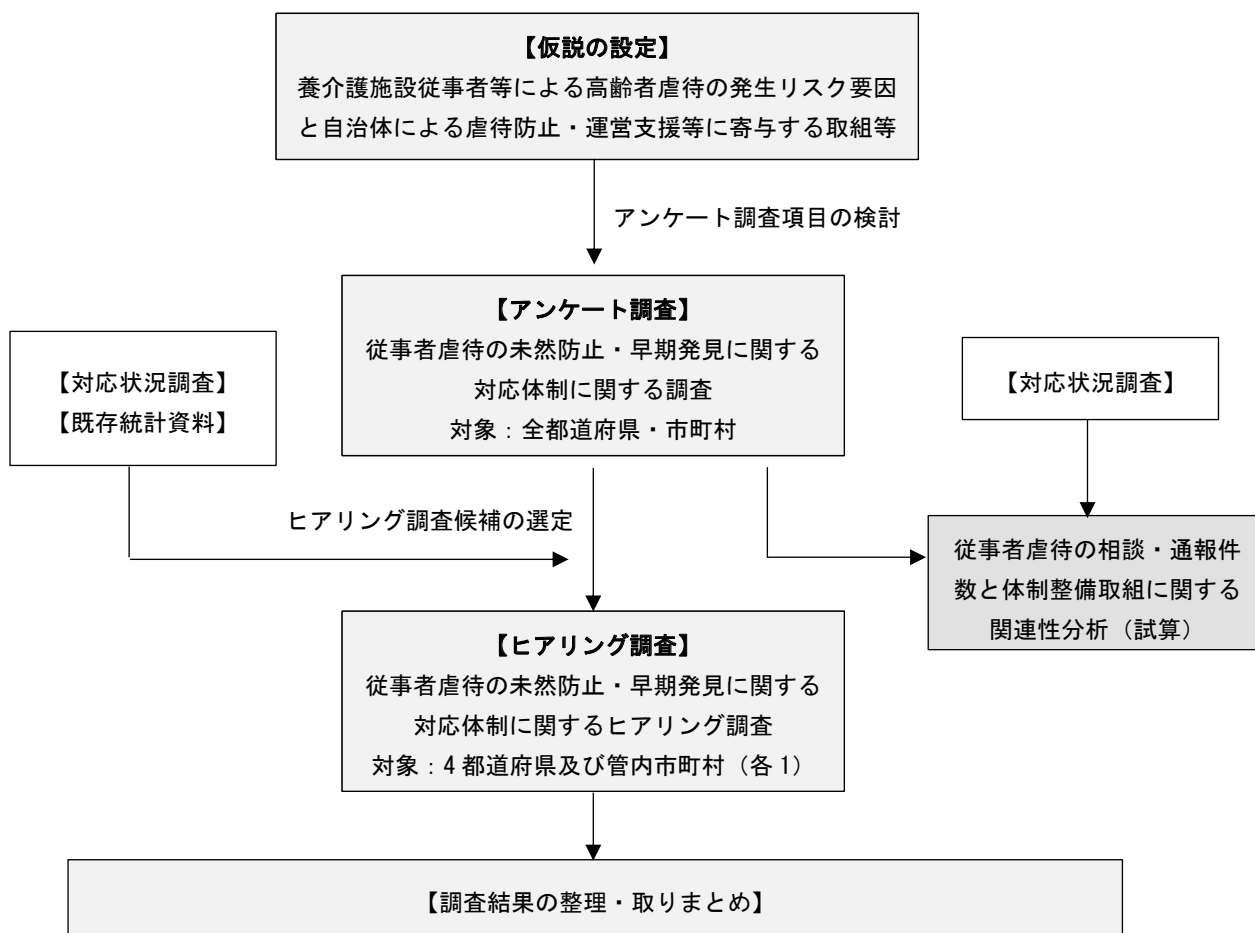 【仮説の設定】
養介護施設従事者等による高齢者虐待の発生リスク要因
と自治体による虐待防止・運営支援等に寄与する取組等
アンケート調査項目の検討
【アンケート調査】
従事者虐待の未然防止・早期発見に関する
対応体制に関する調査
対象：全都道府県・市町村
【対応状況調査】
【既存統計資料】
【対応状況調査】
ヒアリング調査候補の選定
従事者虐待の相談・通報件
数と体制整備取組に関する
関連性分析（試算）
【ヒアリング調査】
従事者虐待の未然防止・早期発見に関する
対応体制に関するヒアリング調査
対象：4都道府県及び管内市町村（各1）
【調査結果の整理・取りまとめ】